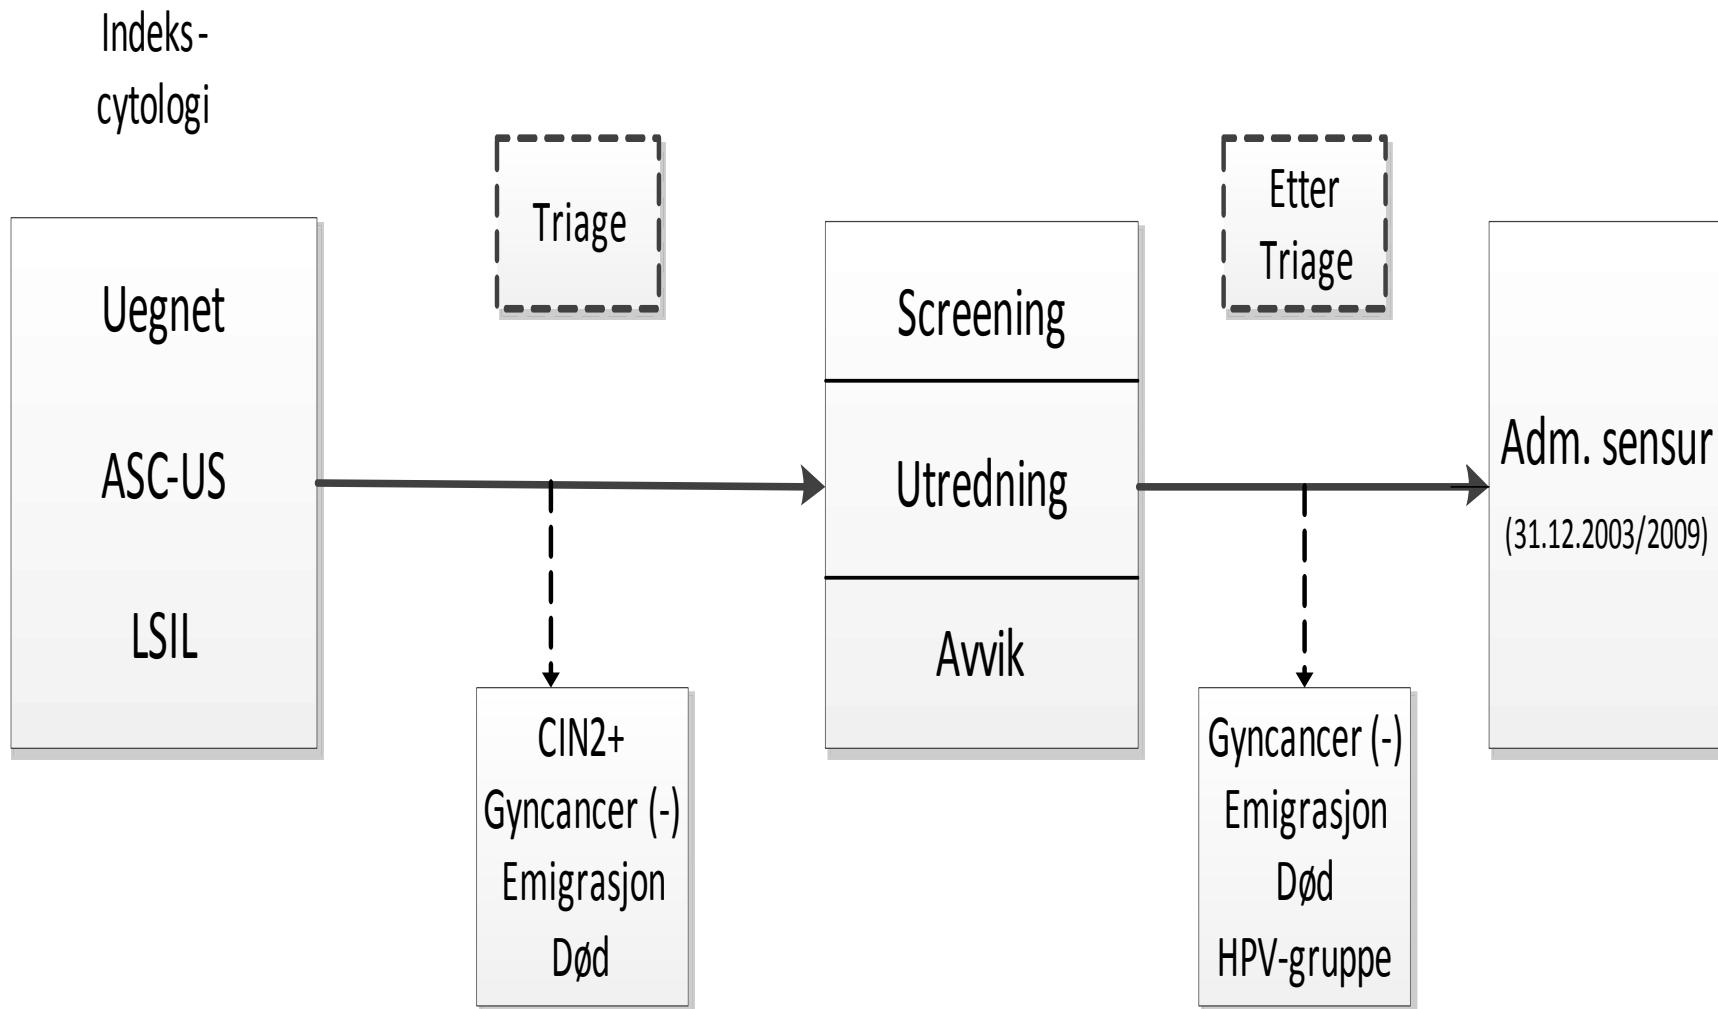 Indeks-
cytologi
Uegnet
ASC-US
LSIL
Triage
CIN2+
Gyncancer (-)
Emigrasjon
Død
Screening
Utredning
Avvik
Etter
Triage
Gyncancer (-)
Emigrasjon
Død
HPV-gruppe
Adm. sensur
(31.12.2003/2009)